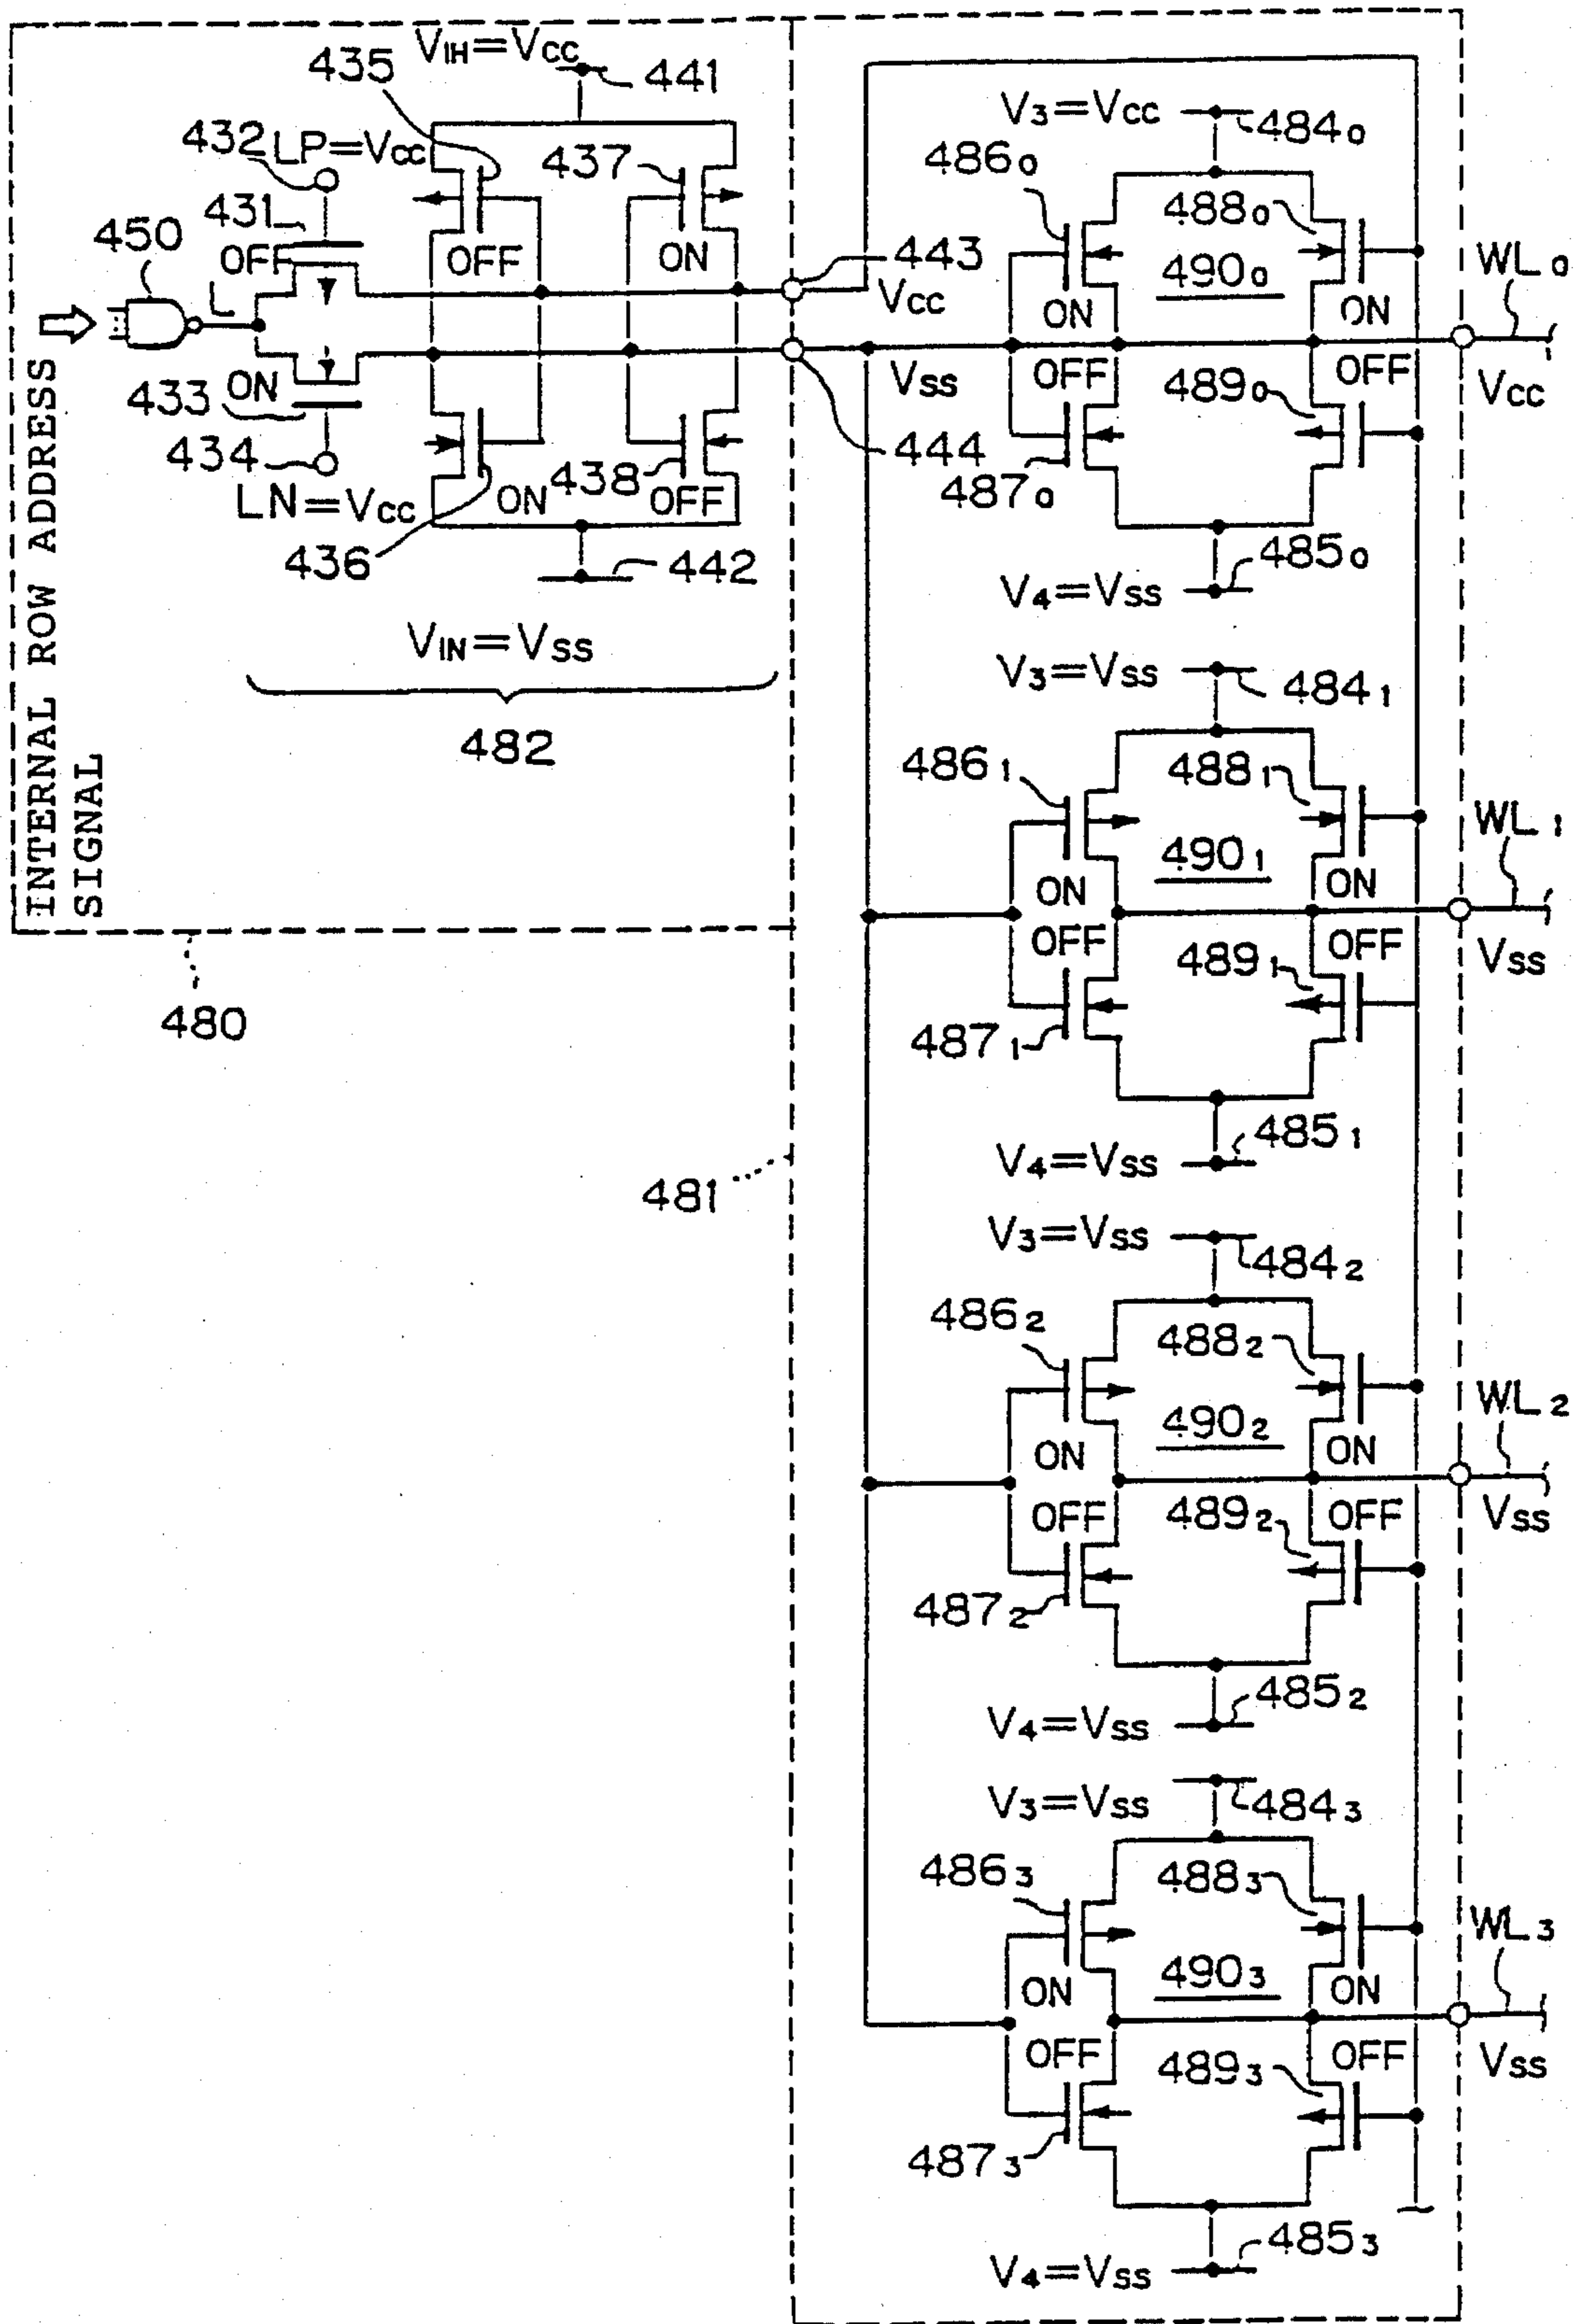 VIH=VCC
435
441
432 LP=VCC
437
431
450
OFF
OFF
ON
L
443
VCC
ON
433
434
LN=VCC
436
ON
438
OFF
444
VSS
442
VIN=VSS
482
INTERNAL ROW ADDRESS
SIGNAL
480
481
V3=VCC
4840
4860
4880
4900
ON
ON
WL0
OFF
OFF
VCC
4890
4870
4850
V4=VSS
V3=VSS
4841
4861
4881
4901
ON
ON
WL1
OFF
OFF
VSS
4891
4871
4851
V4=VSS
V3=VSS
4842
4862
4882
4902
ON
ON
WL2
OFF
OFF
VSS
4892
4872
4852
V4=VSS
V3=VSS
4843
4863
4883
4903
ON
ON
WL3
OFF
OFF
VSS
4893
4873
4853
V4=VSS